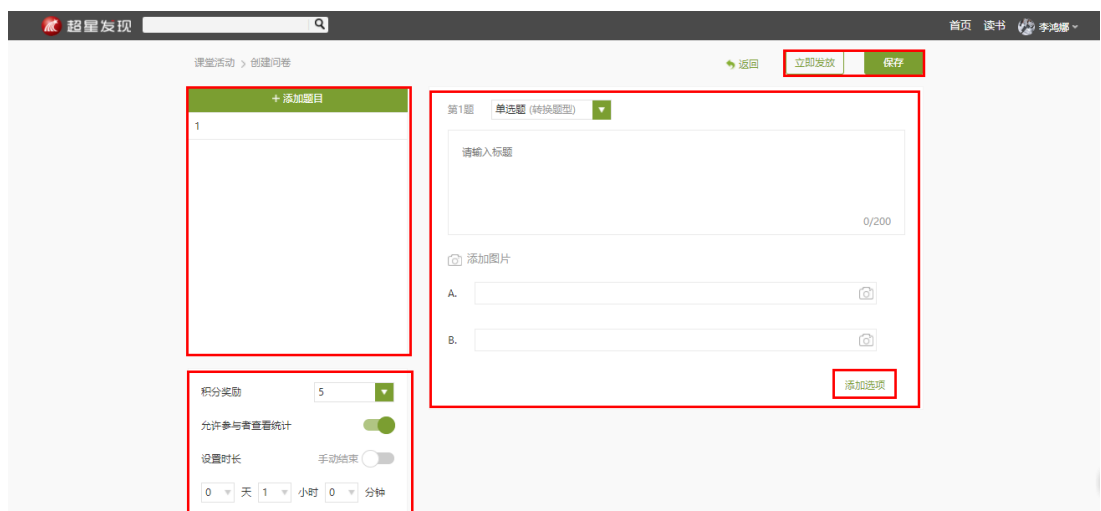 超星发现
首页 读书 李鸿娜
课堂活动 > 创建问卷
返回 立即发放 保存
+ 添加题目
1
第1题 单选题 (转换题型)
请输入标题
0/200
添加图片
A.
B.
添加选项
积分奖励 5
允许参与者查看统计
设置时长 手动结束
0 天 1 小时 0 分钟